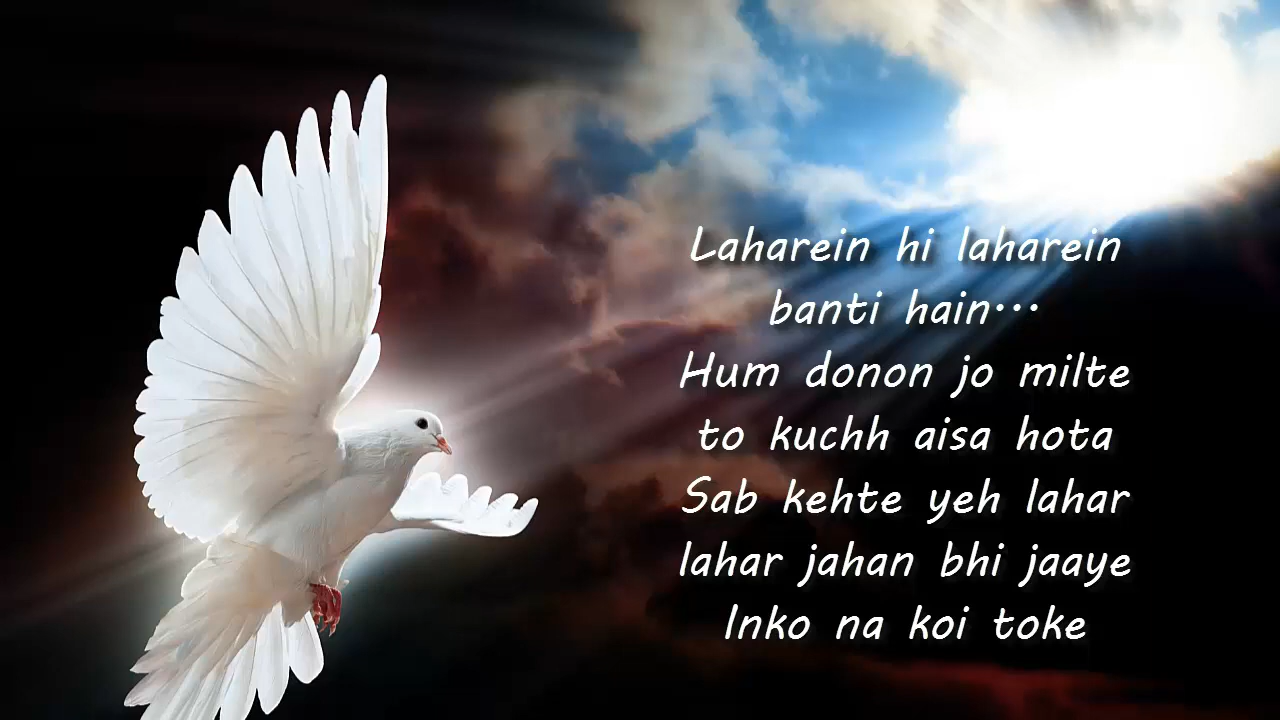 Laharein hi laharein
banti hain...
Hum donon jo milte
to kuchh aisa hota
Sab kehte yeh lahar
lahar jahan bhi jaaye
Inko na koi toke